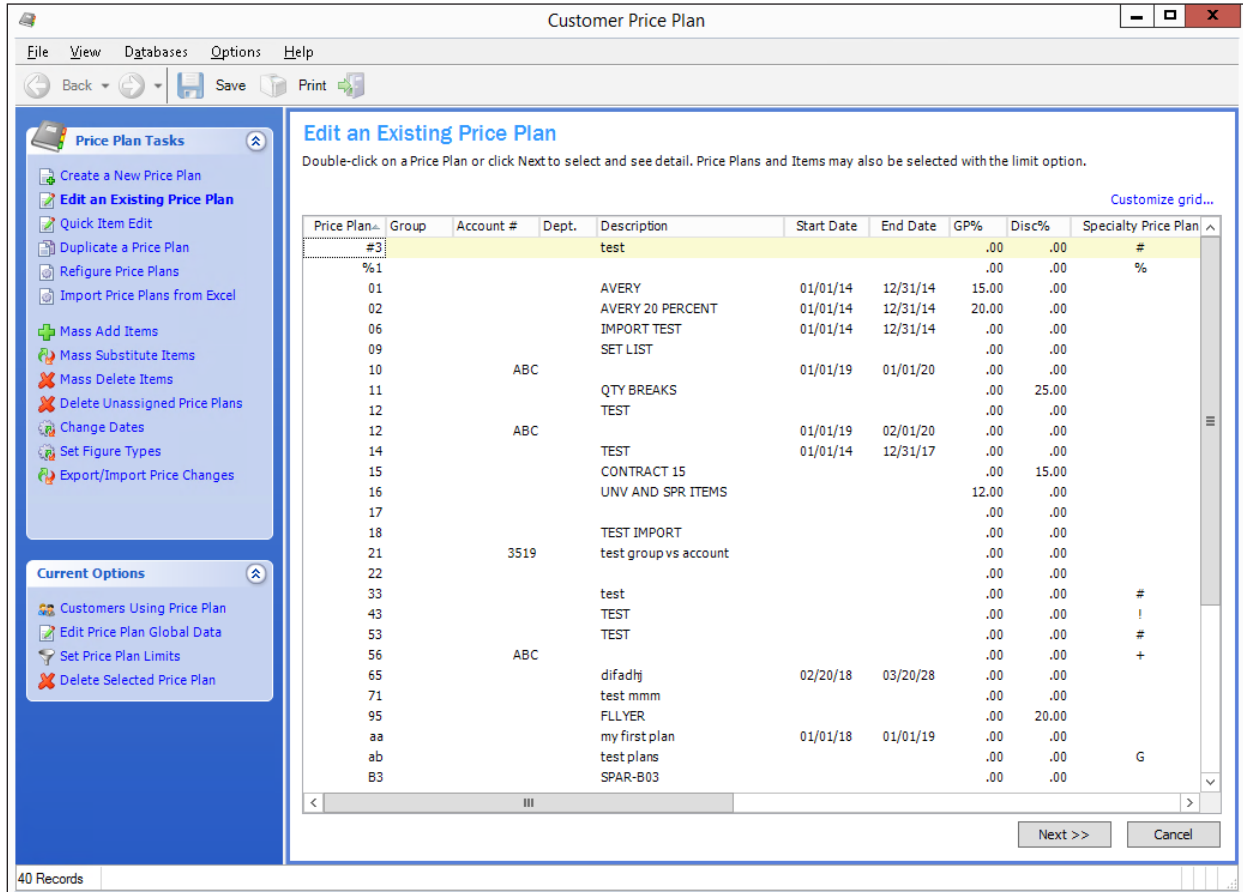 Customer Price Plan
File View Databases Options Help
Back Save Print
Price Plan Tasks
Create a New Price Plan
Edit an Existing Price Plan
Quick Item Edit
Duplicate a Price Plan
Refigure Price Plans
Import Price Plans from Excel
Mass Add Items
Mass Substitute Items
Mass Delete Items
Delete Unassigned Price Plans
Change Dates
Set Figure Types
Export/Import Price Changes
Current Options
Customers Using Price Plan
Edit Price Plan Global Data
Set Price Plan Limits
Delete Selected Price Plan
Edit an Existing Price Plan
Double-click on a Price Plan or click Next to select and see detail. Price Plans and Items may also be selected with the limit option.
Customize grid...
Price Plan Group Account # Dept. Description Start Date End Date GP% Disc% Specialty Price Plan
#3 test .00 .00 #
%1 .00 .00 %
01 AVERY 01/01/14 12/31/14 15.00 .00
02 AVERY 20 PERCENT 01/01/14 12/31/14 20.00 .00
06 IMPORT TEST 01/01/14 12/31/14 .00 .00
09 SET LIST .00 .00
10 ABC 01/01/19 01/01/20 .00 .00
11 QTY BREAKS .00 25.00
12 TEST .00 .00
12 ABC 01/01/19 02/01/20 .00 .00
14 TEST 01/01/14 12/31/17 .00 .00
15 CONTRACT 15 .00 15.00
16 UNV AND SPR ITEMS 12.00 .00
17 .00 .00
18 TEST IMPORT .00 .00
21 3519 test group vs account .00 .00
22 .00 .00
33 test .00 .00 #
43 TEST .00 .00 !
53 TEST .00 .00 #
56 ABC .00 .00 +
65 difadhj 02/20/18 03/20/28 .00 .00
71 test mmm .00 .00
95 FLLYER .00 20.00
aa my first plan 01/01/18 01/01/19 .00 .00
ab test plans .00 .00 G
B3 SPAR-B03 .00 .00
Next >> Cancel
40 Records